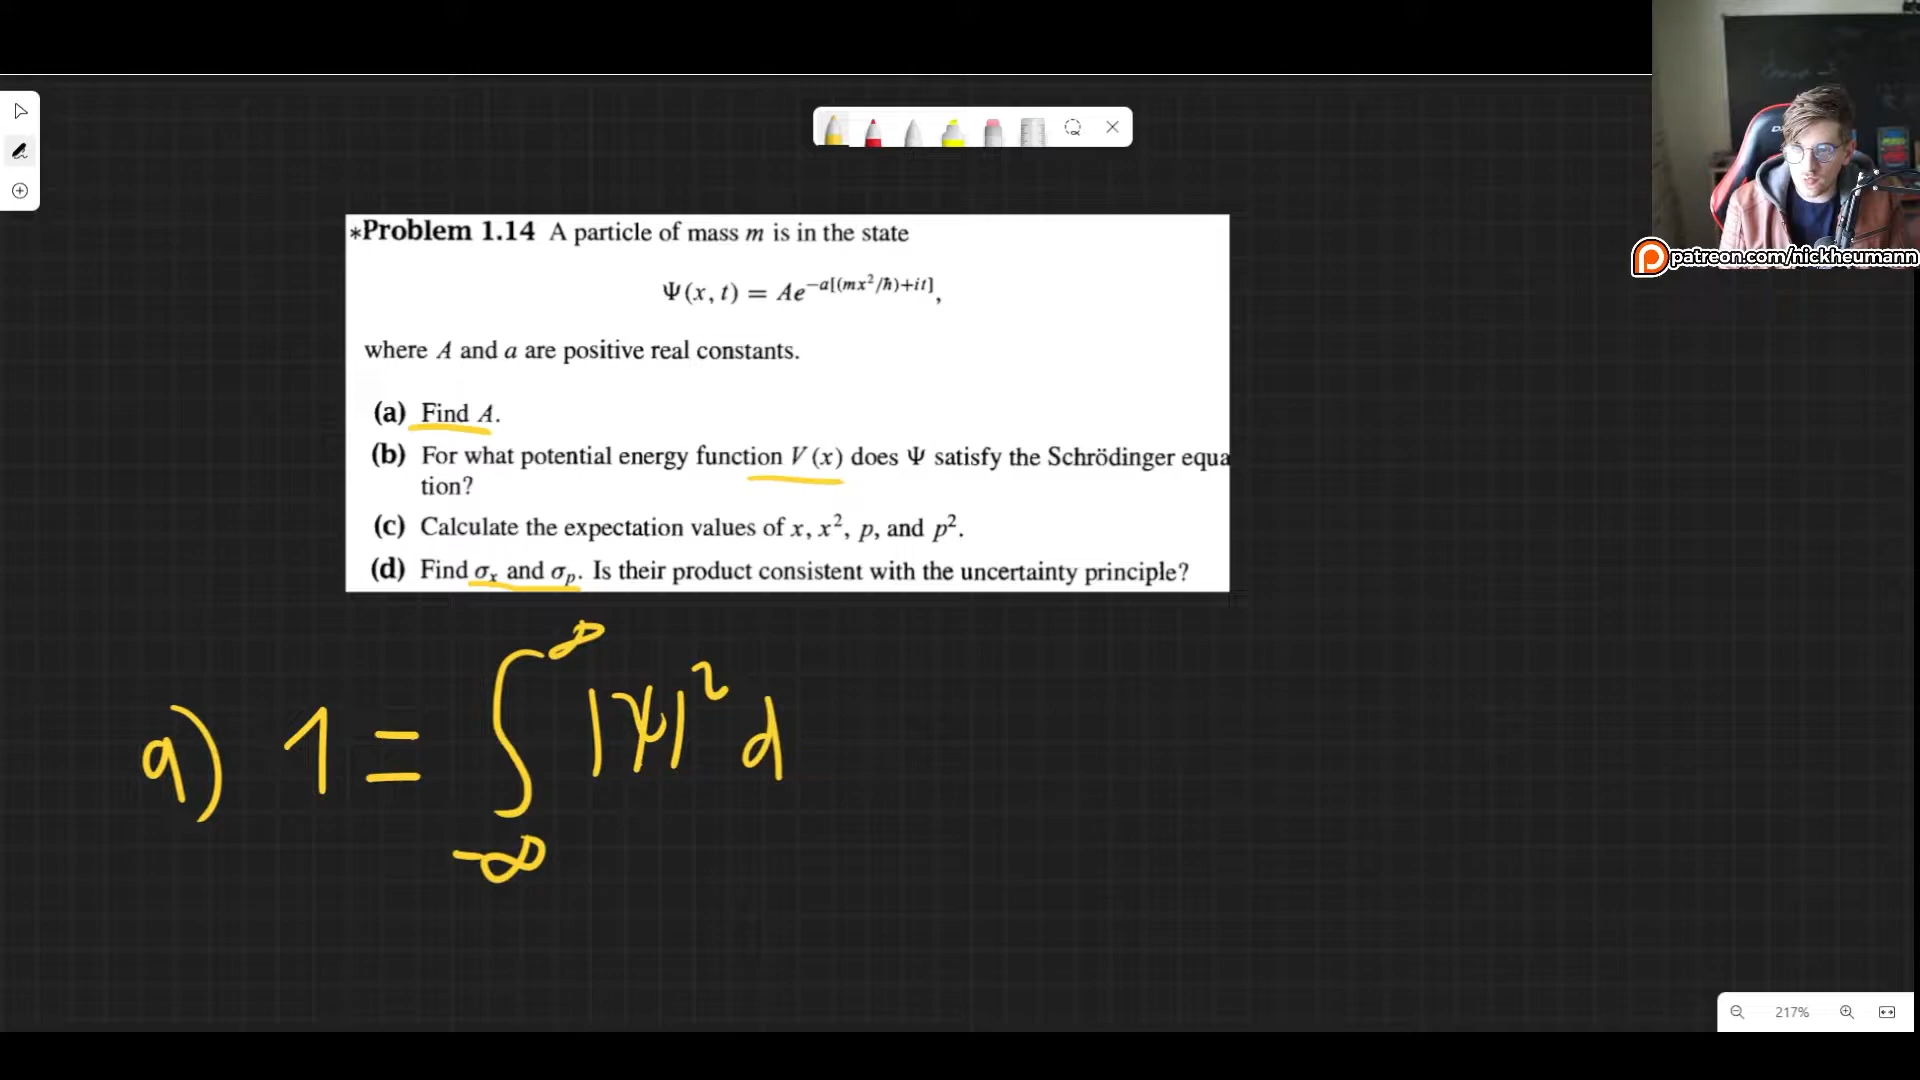 patreon.com/nickheumann
*Problem 1.14 A particle of mass m is in the state
Ψ(x, t) = Ae^{-a[(mx²/ħ)+it]},
where A and a are positive real constants.
(a) Find A.
(b) For what potential energy function V(x) does Ψ satisfy the Schrödinger equa
tion?
(c) Calculate the expectation values of x, x², p, and p².
(d) Find σₓ and σₚ. Is their product consistent with the uncertainty principle?
a) 1 = ∫_{-∞}^{∞} |Ψ|² d
217%